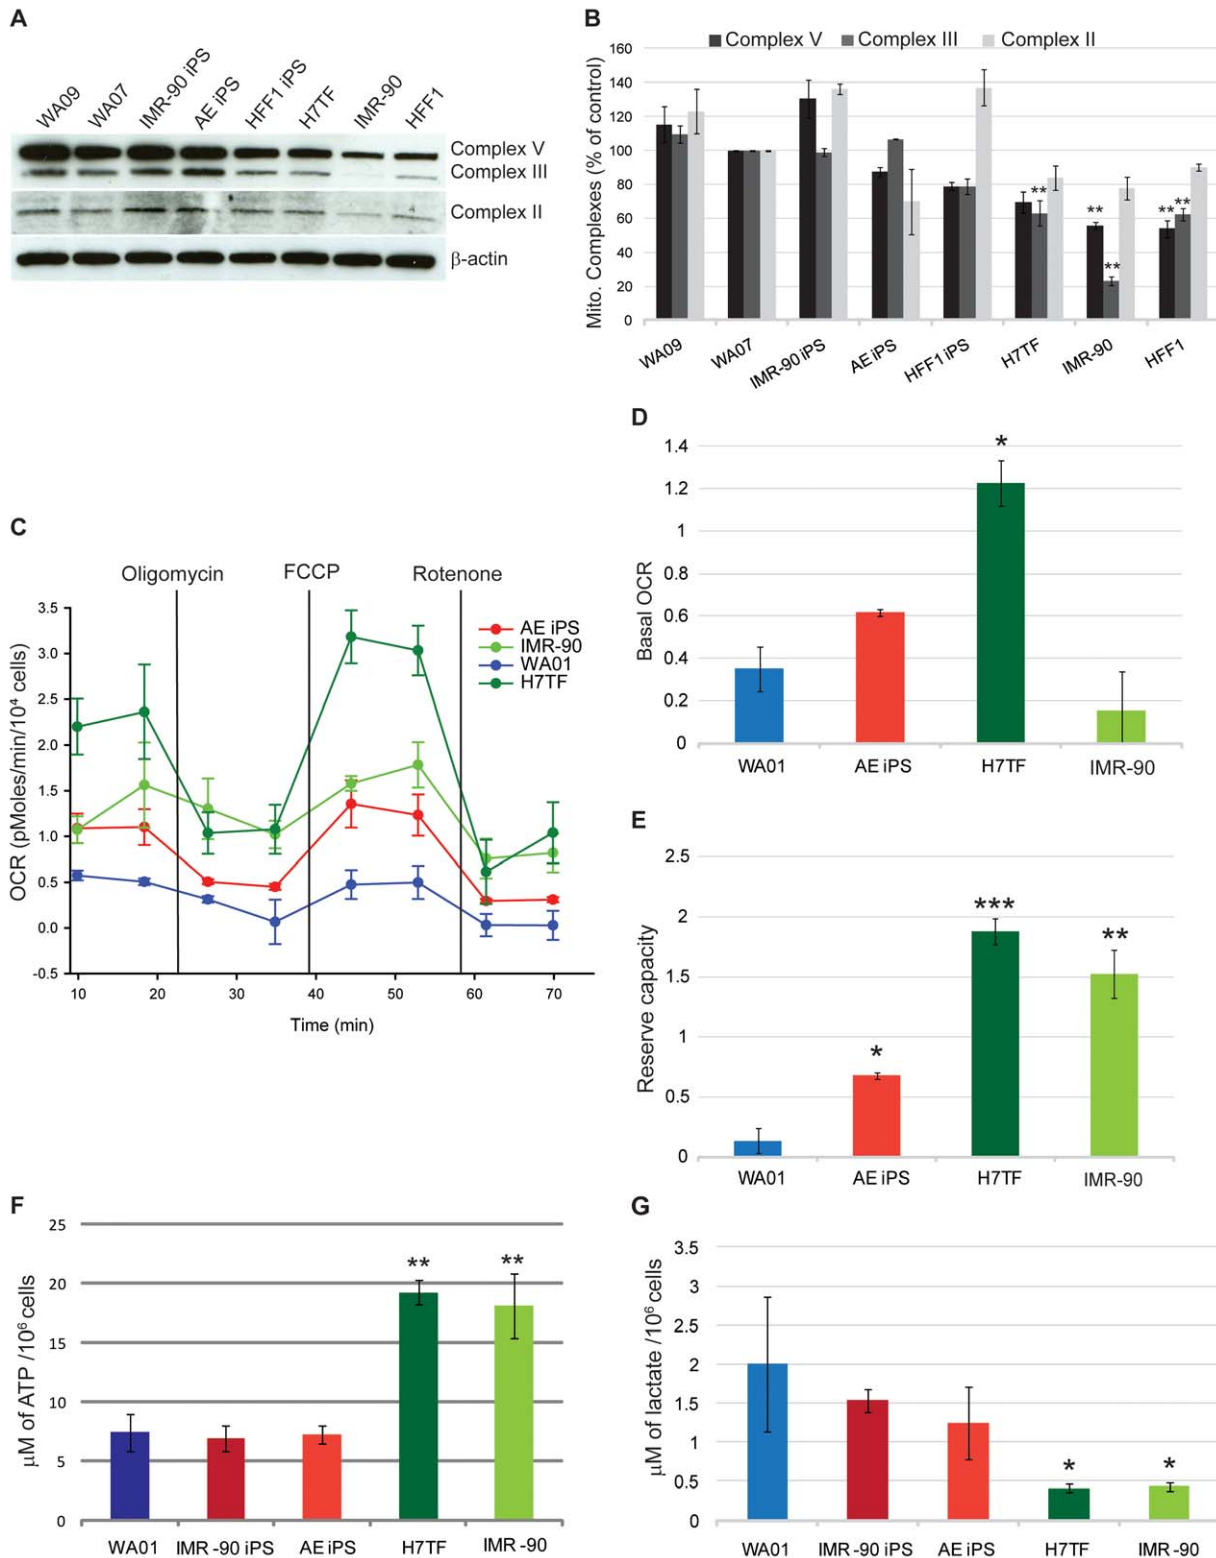 A
WA09
WA07
IMR-90 iPS
AE iPS
HFF1 iPS
H7TF
IMR-90
HFF1
Complex V
Complex III
Complex II
β-actin
B
Complex V Complex III Complex II
Mito. Complexes (% of control)
160
140
120
100
80
60
40
20
0
** ** ** ** **
WA09 WA07 IMR-90 iPS AE iPS HFF1 iPS H7TF IMR-90 HFF1
C
Oligomycin FCCP Rotenone
AE iPS
IMR-90
WA01
H7TF
OCR (pMoles/min/10⁴ cells)
3.5
3.0
2.5
2.0
1.5
1.0
0.5
0.0
-0.5
10 20 30 40 50 60 70
Time (min)
D
Basal OCR
1.4
1.2
1
0.8
0.6
0.4
0.2
0
*
WA01 AE iPS H7TF IMR-90
E
Reserve capacity
2.5
2
1.5
1
0.5
0
* *** **
WA01 AE iPS H7TF IMR-90
F
μM of ATP /10⁶ cells
25
20
15
10
5
0
** **
WA01 IMR -90 iPS AE iPS H7TF IMR -90
G
μM of lactate /10⁶ cells
3.5
3
2.5
2
1.5
1
0.5
0
* *
WA01 IMR -90 iPS AE iPS H7TF IMR -90